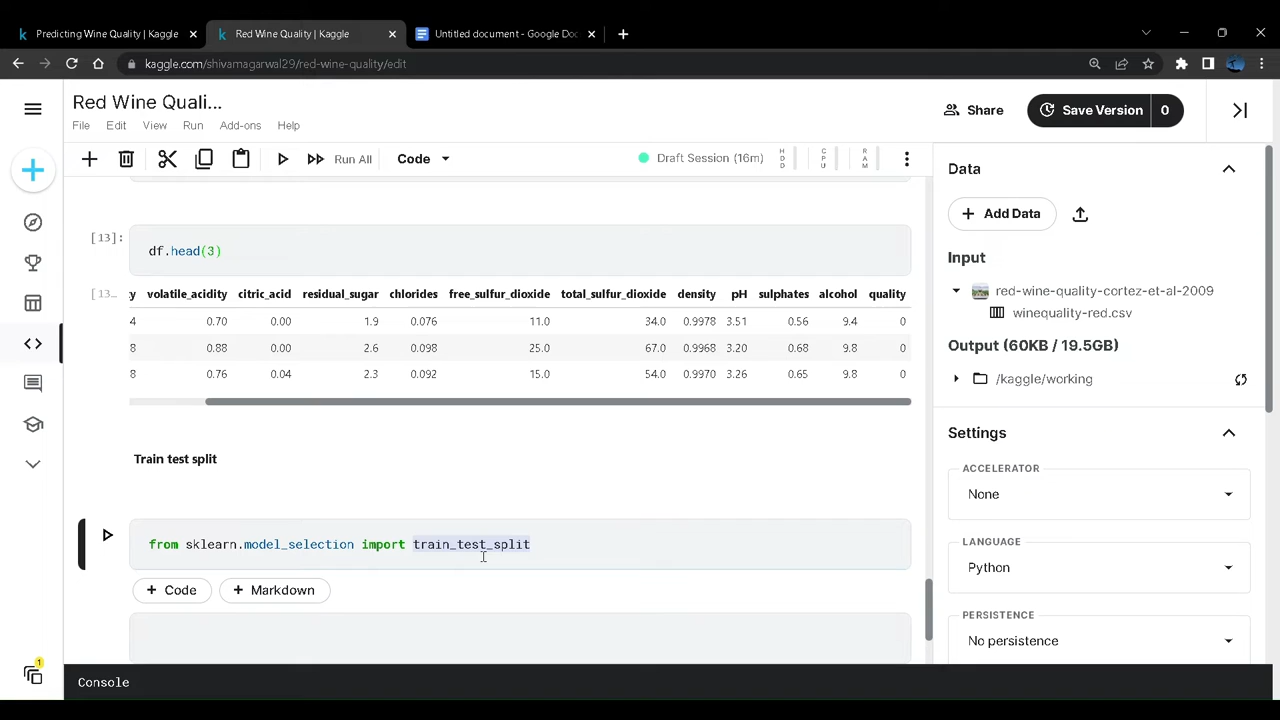 Predicting Wine Quality | Kaggle
Red Wine Quality | Kaggle
Untitled document - Google Doc
kaggle.com/shivamagarwal29/red-wine-quality/edit
Red Wine Quali...
File Edit View Run Add-ons Help
Share
Save Version 0
Run All
Code
Draft Session (16m)
HDD
CPU
RAM
[13]:
df.head(3)
[13...
y volatile_acidity citric_acid residual_sugar chlorides free_sulfur_dioxide total_sulfur_dioxide density pH sulphates alcohol quality
4 0.70 0.00 1.9 0.076 11.0 34.0 0.9978 3.51 0.56 9.4 0
8 0.88 0.00 2.6 0.098 25.0 67.0 0.9968 3.20 0.68 9.8 0
8 0.76 0.04 2.3 0.092 15.0 54.0 0.9970 3.26 0.65 9.8 0
Train test split
from sklearn.model_selection import train_test_split
+ Code
+ Markdown
Console
1
Data
+ Add Data
Input
red-wine-quality-cortez-et-al-2009
winequality-red.csv
Output (60KB / 19.5GB)
/kaggle/working
Settings
ACCELERATOR
None
LANGUAGE
Python
PERSISTENCE
No persistence